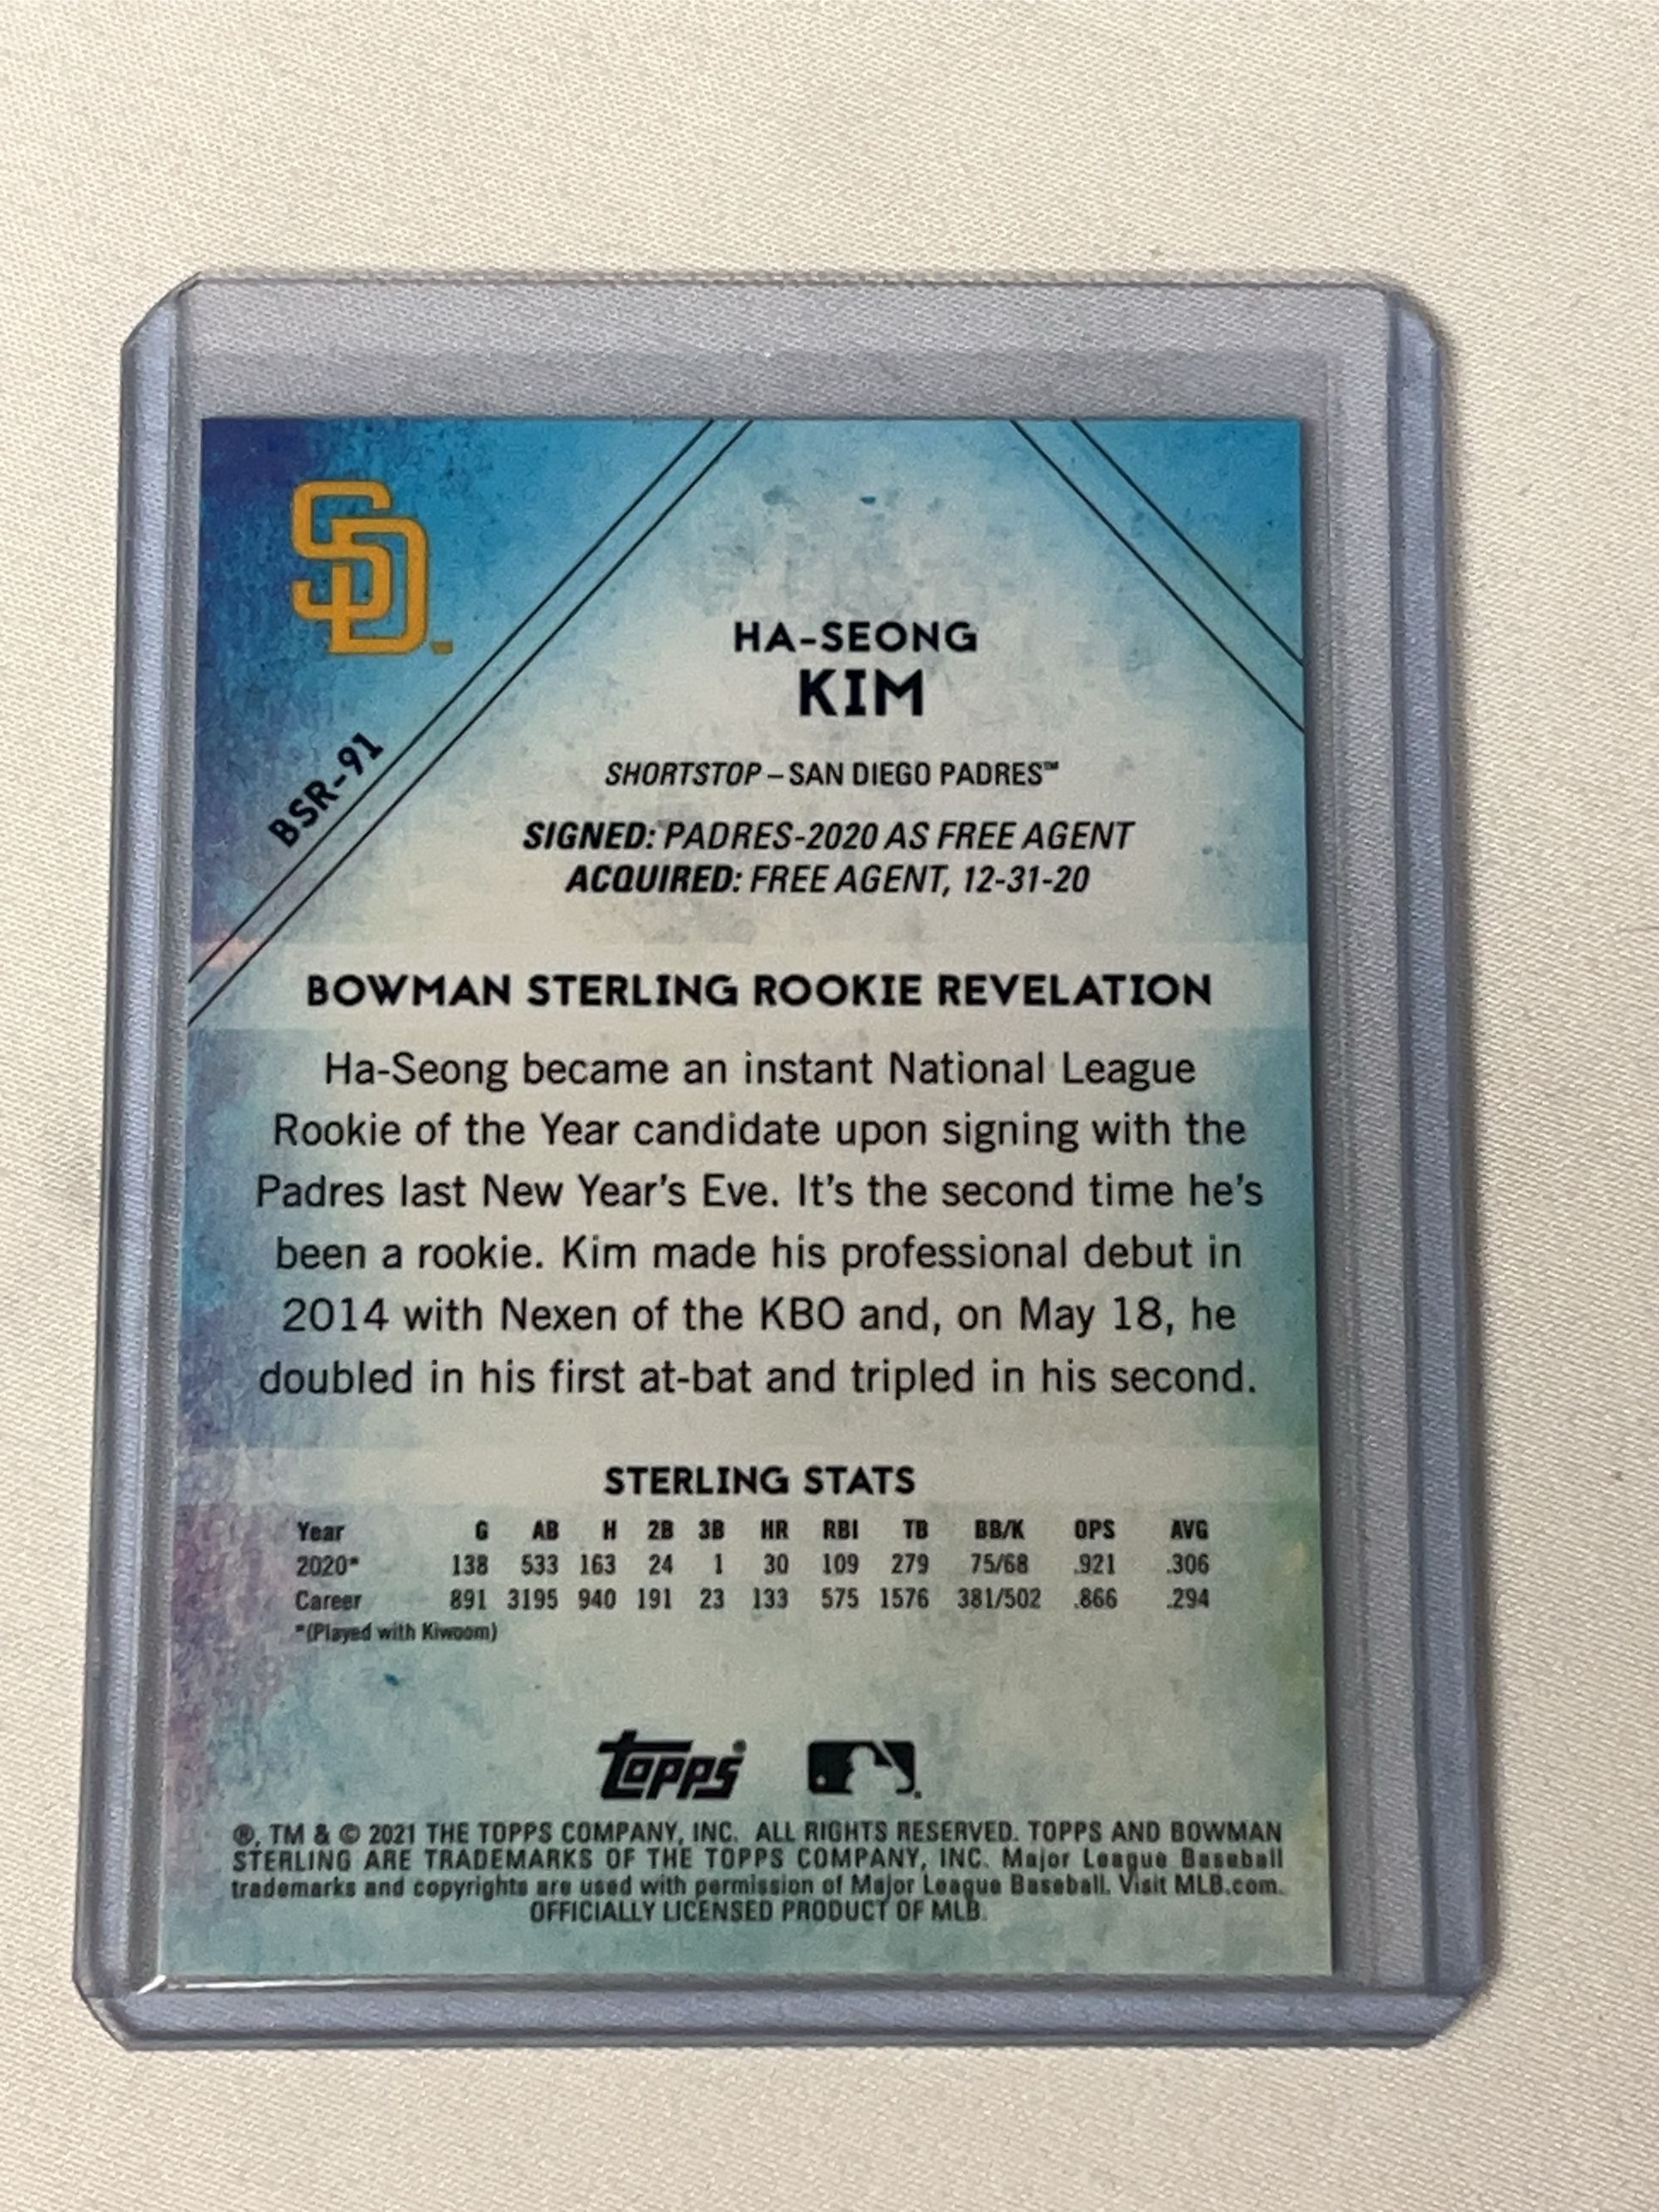 SD
BSR-91
HA-SEONG
KIM
SHORTSTOP – SAN DIEGO PADRES™
SIGNED: PADRES-2020 AS FREE AGENT
ACQUIRED: FREE AGENT, 12-31-20
BOWMAN STERLING ROOKIE REVELATION
Ha-Seong became an instant National League
Rookie of the Year candidate upon signing with the
Padres last New Year's Eve. It's the second time he's
been a rookie. Kim made his professional debut in
2014 with Nexen of the KBO and, on May 18, he
doubled in his first at-bat and tripled in his second.
STERLING STATS
Year G AB H 2B 3B HR RBI TB BB/K OPS AVG
2020* 138 533 163 24 1 30 109 279 75/68 .921 .306
Career 891 3195 940 191 23 133 575 1576 381/502 .866 .294
*(Played with Kiwoom)
Topps®
®, TM & © 2021 THE TOPPS COMPANY, INC. ALL RIGHTS RESERVED. TOPPS AND BOWMAN
STERLING ARE TRADEMARKS OF THE TOPPS COMPANY, INC. Major League Baseball
trademarks and copyrights are used with permission of Major League Baseball. Visit MLB.com.
OFFICIALLY LICENSED PRODUCT OF MLB.